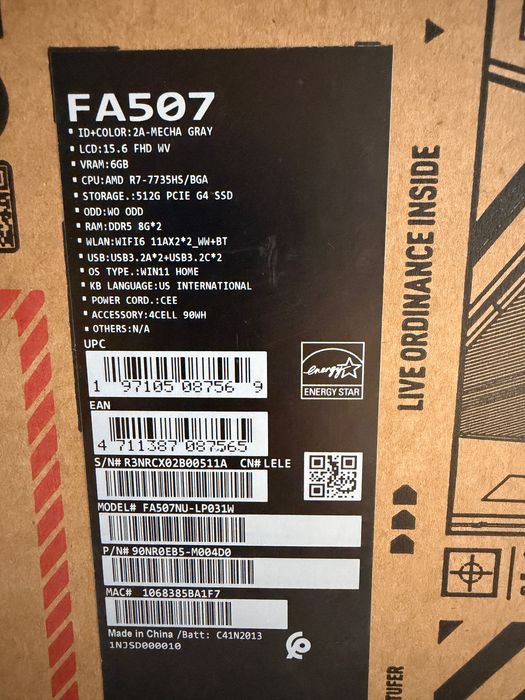 FA507
ID+COLOR:2A-MECHA GRAY
LCD:15.6 FHD WV
VRAM:6GB
CPU:AMD R7-7735HS/BGA
STORAGE.:512G PCIE G4 SSD
ODD:WO ODD
RAM:DDR5 8G*2
WLAN:WIFI6 11AX2*2_WW+BT
USB:USB3.2A*2+USB3.2C*2
OS TYPE.:WIN11 HOME
KB LANGUAGE:US INTERNATIONAL
POWER CORD.:CEE
ACCESSORY:4CELL 90WH
OTHERS:N/A
UPC
1 97105 08756 9
energy
ENERGY STAR
EAN
4 711387 087565
S/N# R3NRCX02B00511A CN# LELE
MODEL# FA507NU-LP031W
P/N# 90NR0EB5-M004D0
MAC# 1068385BA1F7
Made in China /Batt: C41N2013
1NJSD000010
LIVE ORDINANCE INSIDE